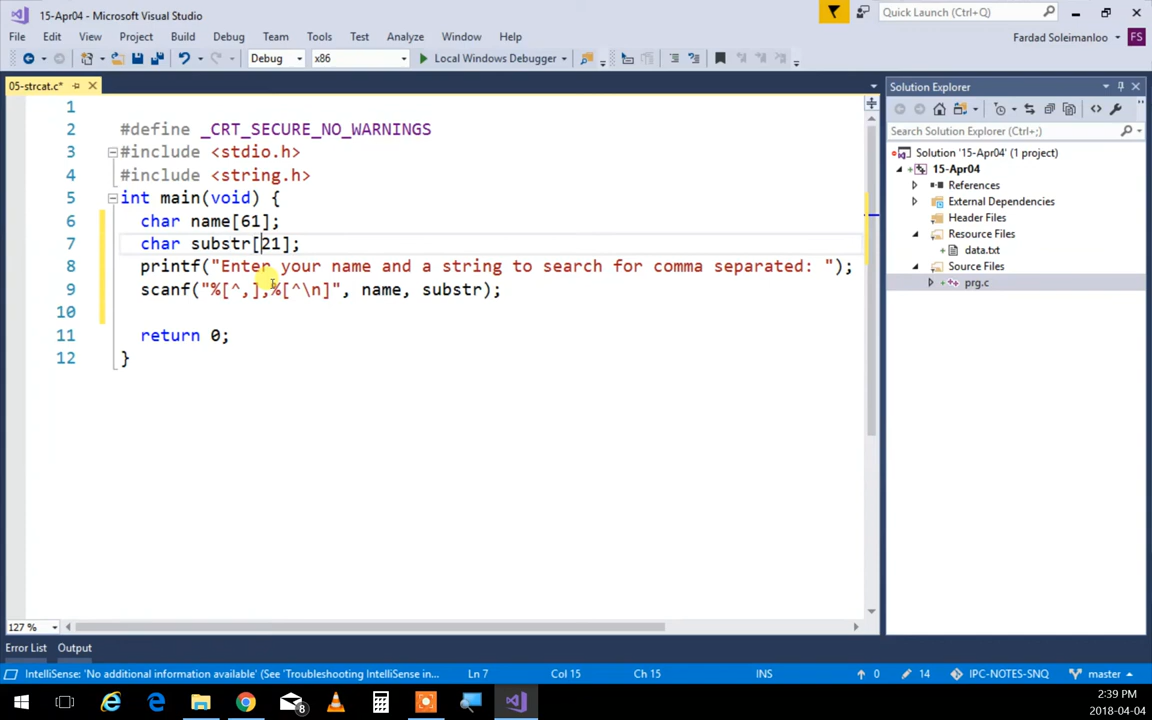 15-Apr04 - Microsoft Visual Studio
Quick Launch (Ctrl+Q)
File Edit View Project Build Debug Team Tools Test Analyze Window Help
Fardad Soleimanloo FS
Debug x86 Local Windows Debugger
05-strcat.c*
1
2 #define _CRT_SECURE_NO_WARNINGS
3 #include <stdio.h>
4 #include <string.h>
5 int main(void) {
6 char name[61];
7 char substr[21];
8 printf("Enter your name and a string to search for comma separated: ");
9 scanf("%[^,],%[^\n]", name, substr);
10
11 return 0;
12 }
Solution Explorer
Search Solution Explorer (Ctrl+;)
Solution '15-Apr04' (1 project)
15-Apr04
References
External Dependencies
Header Files
Resource Files
data.txt
Source Files
prg.c
127 %
Error List Output
IntelliSense: 'No additional information available' (See 'Troubleshooting IntelliSense in... Ln 7 Col 15 Ch 15 INS 0 14 IPC-NOTES-SNQ master
8
2:39 PM
2018-04-04